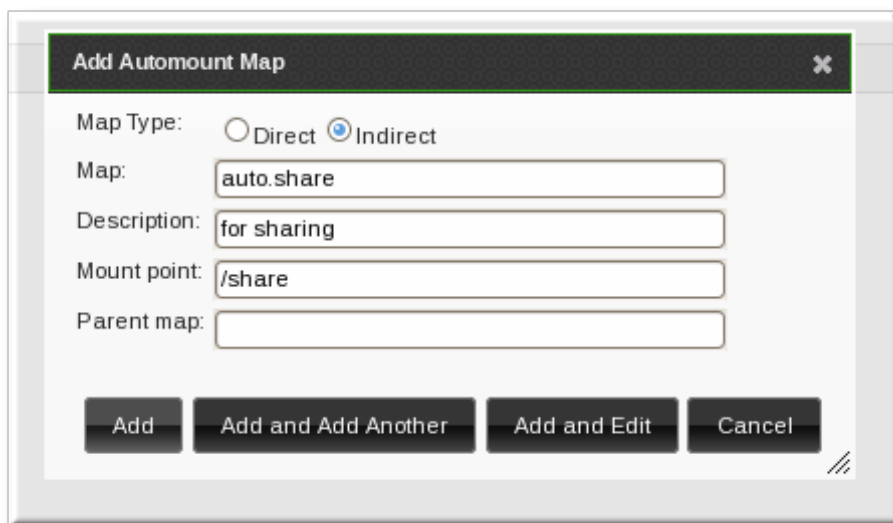 Add Automount Map
Map Type: Direct Indirect
Map: auto.share
Description: for sharing
Mount point: /share
Parent map:
Add Add and Add Another Add and Edit Cancel